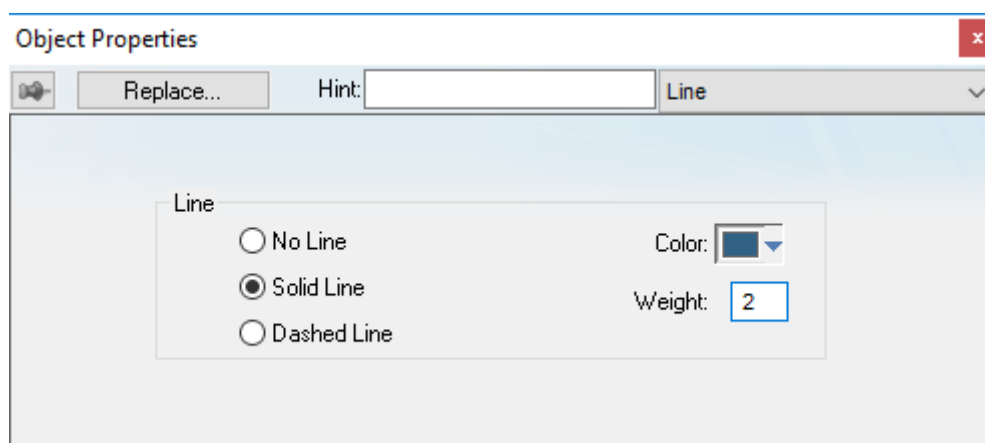 Object Properties
x
Replace... Hint: Line
Line
No Line Color:
Solid Line
Weight: 2
Dashed Line